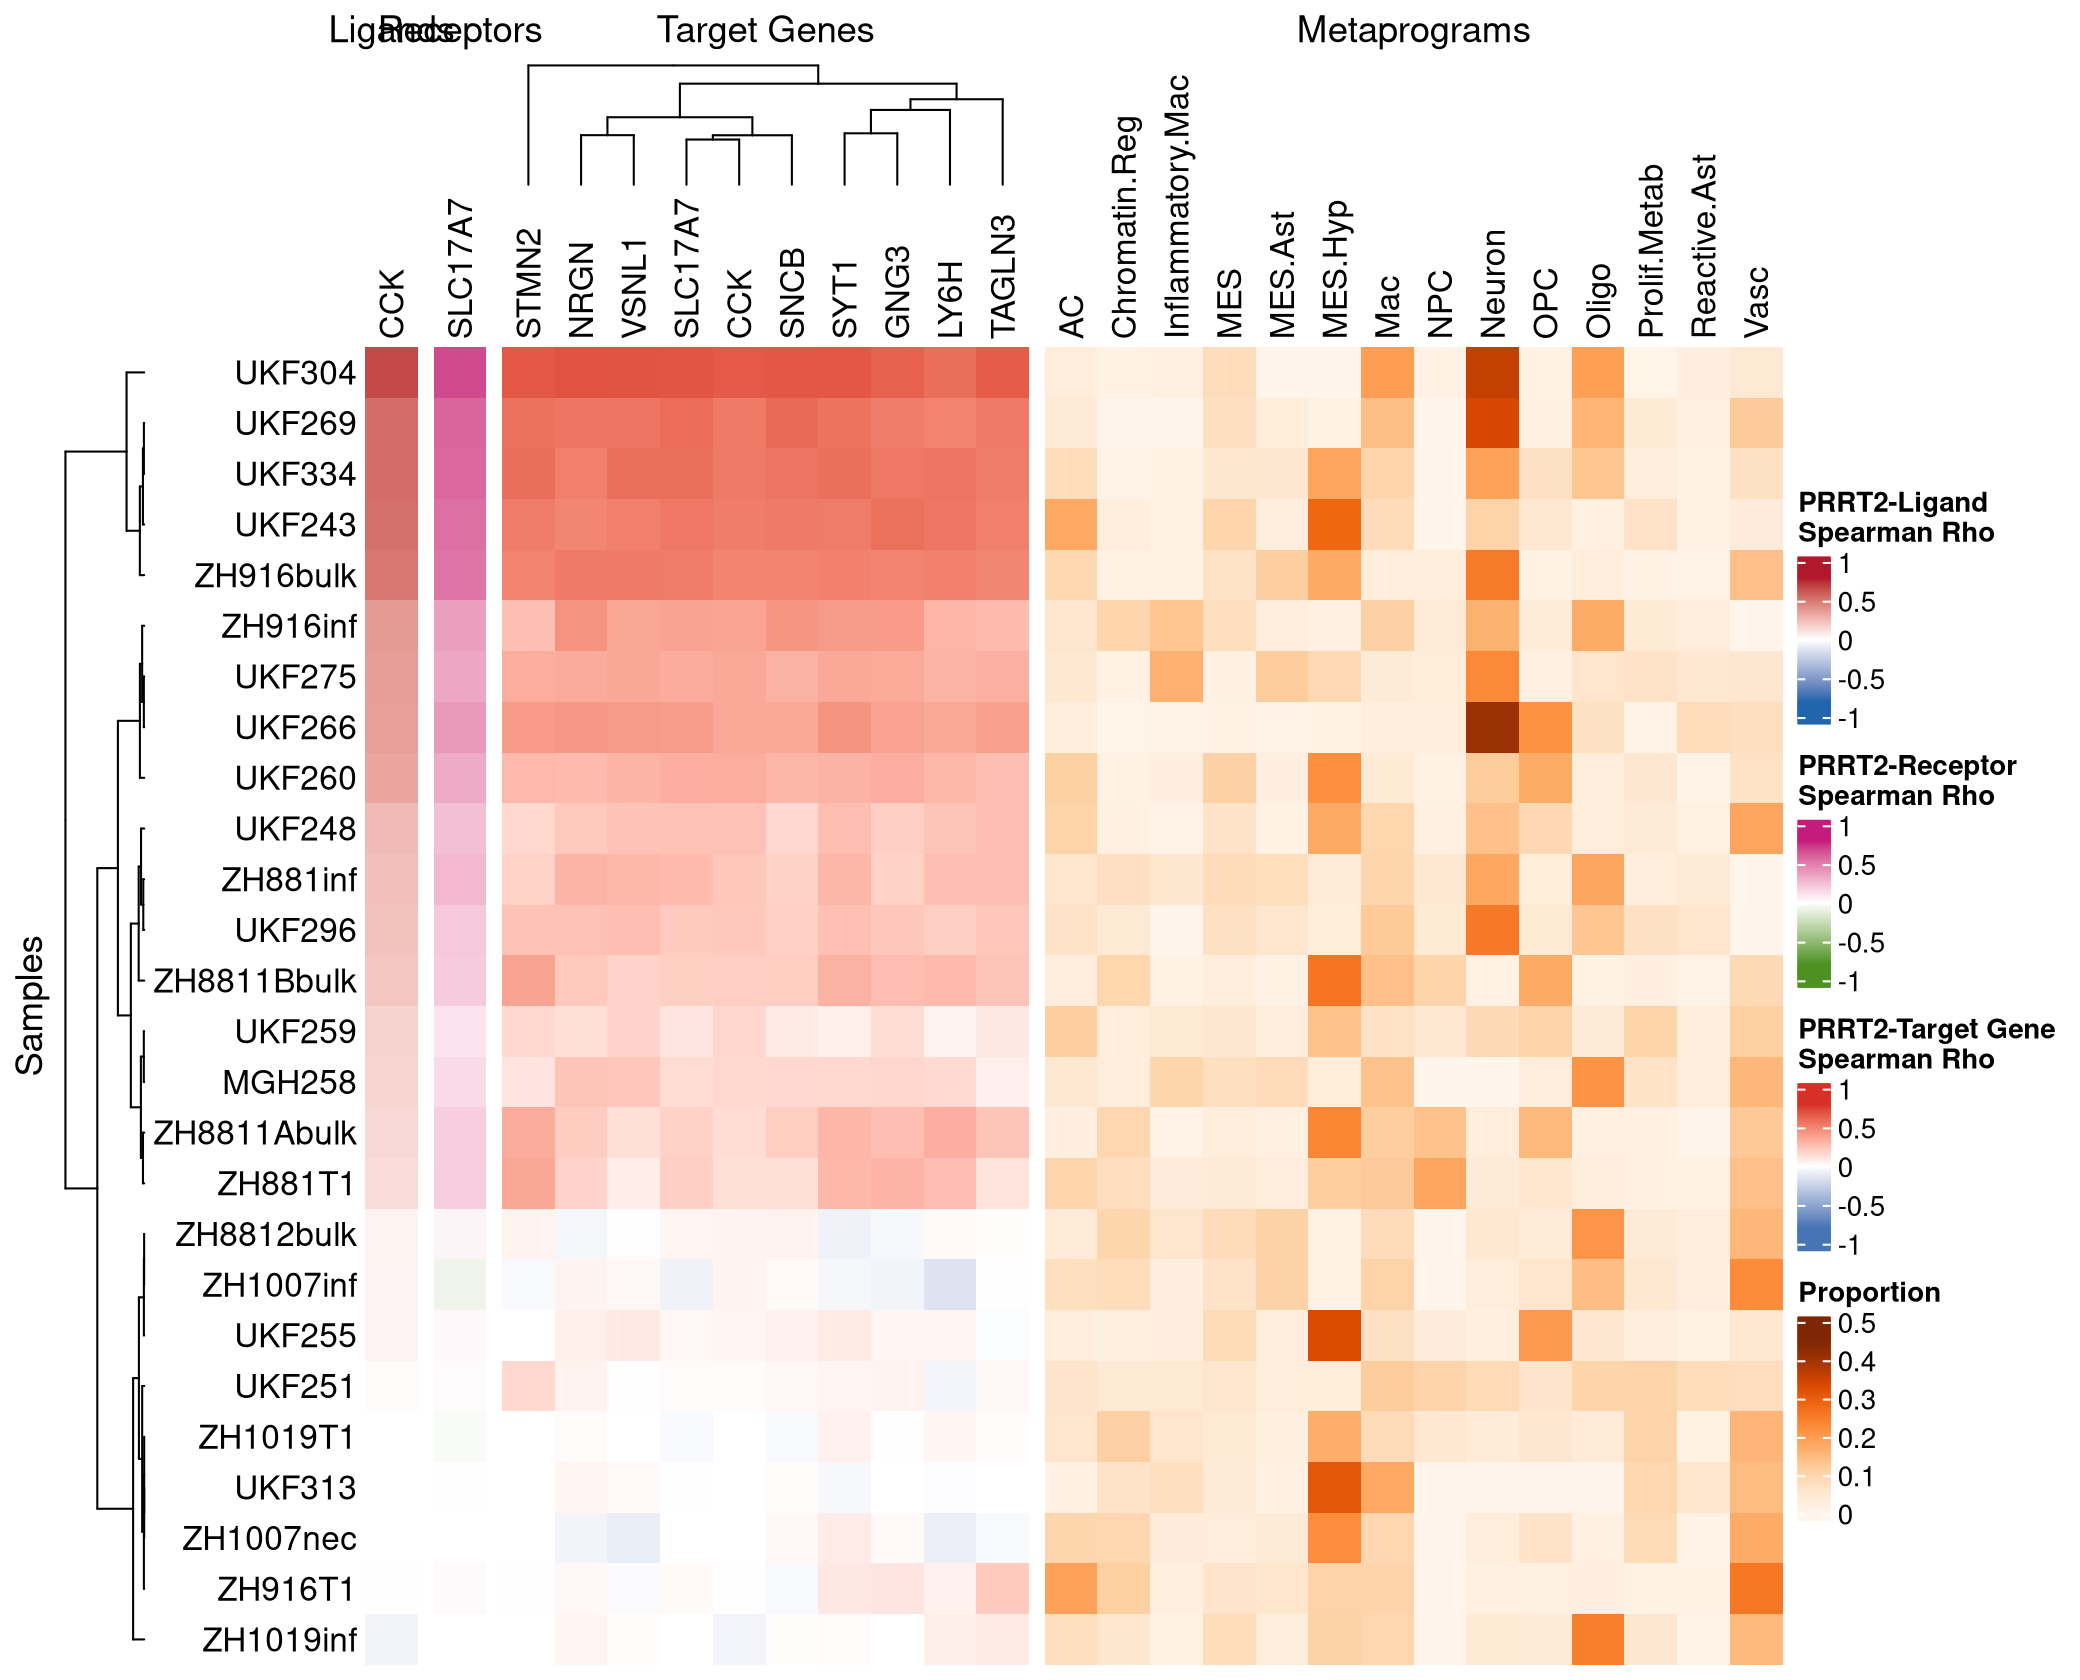 Ligands
Receptors
Target Genes
Metaprograms
CCK
SLC17A7
STMN2
NRGN
VSNL1
SLC17A7
CCK
SNCB
SYT1
GNG3
LY6H
TAGLN3
AC
Chromatin.Reg
Inflammatory.Mac
MES
MES.Ast
MES.Hyp
Mac
NPC
Neuron
OPC
Oligo
Prolif.Metab
Reactive.Ast
Vasc
Samples
UKF304
UKF269
UKF334
UKF243
ZH916bulk
ZH916inf
UKF275
UKF266
UKF260
UKF248
ZH881inf
UKF296
ZH8811Bbulk
UKF259
MGH258
ZH8811Abulk
ZH881T1
ZH8812bulk
ZH1007inf
UKF255
UKF251
ZH1019T1
UKF313
ZH1007nec
ZH916T1
ZH1019inf
PRRT2-Ligand
Spearman Rho
1
0.5
0
-0.5
-1
PRRT2-Receptor
Spearman Rho
1
0.5
0
-0.5
-1
PRRT2-Target Gene
Spearman Rho
1
0.5
0
-0.5
-1
Proportion
0.5
0.4
0.3
0.2
0.1
0